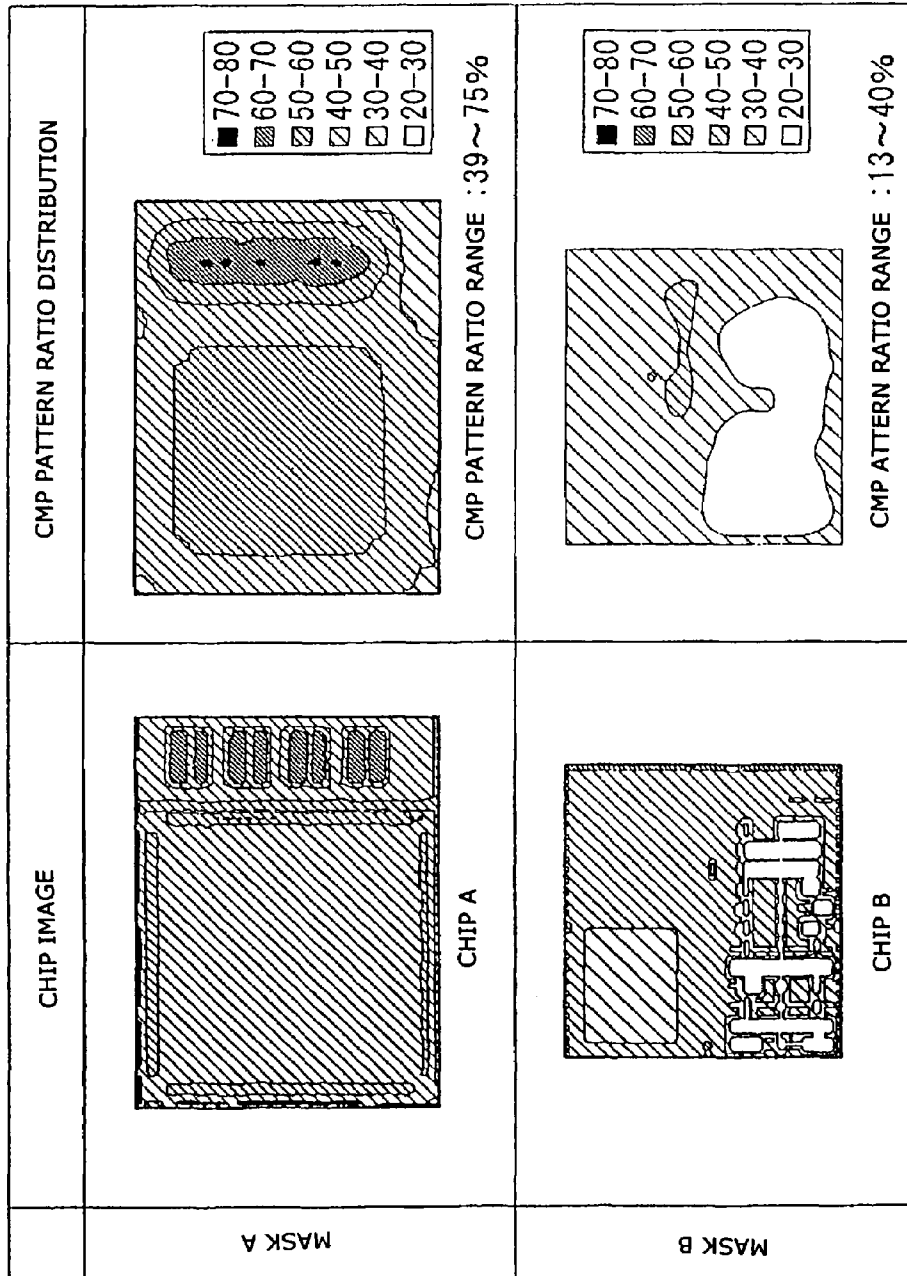 CHIP IMAGE
CMP PATTERN RATIO DISTRIBUTION
MASK A
CHIP A
70-80
60-70
50-60
40-50
30-40
20-30
CMP PATTERN RATIO RANGE :39~75%
MASK B
CHIP B
70-80
60-70
50-60
40-50
30-40
20-30
CMP ATTERN RATIO RANGE :13~40%